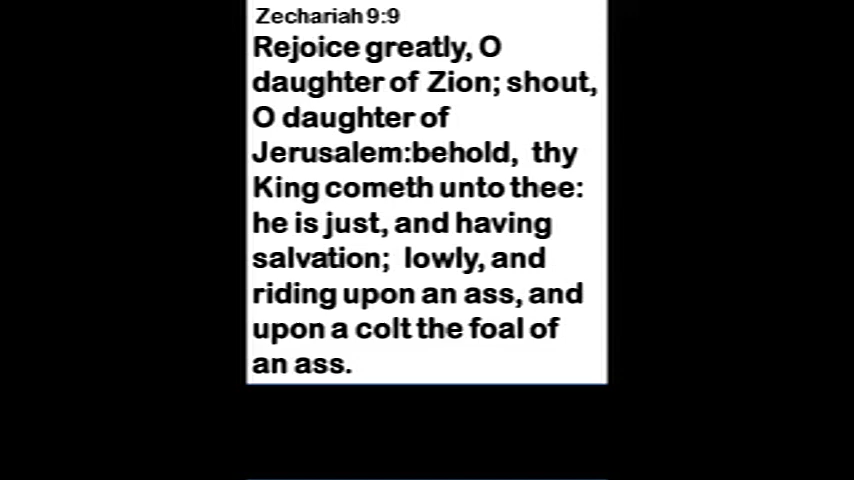 Zechariah 9:9
Rejoice greatly, O
daughter of Zion; shout,
O daughter of
Jerusalem:behold, thy
King cometh unto thee:
he is just, and having
salvation; lowly, and
riding upon an ass, and
upon a colt the foal of
an ass.